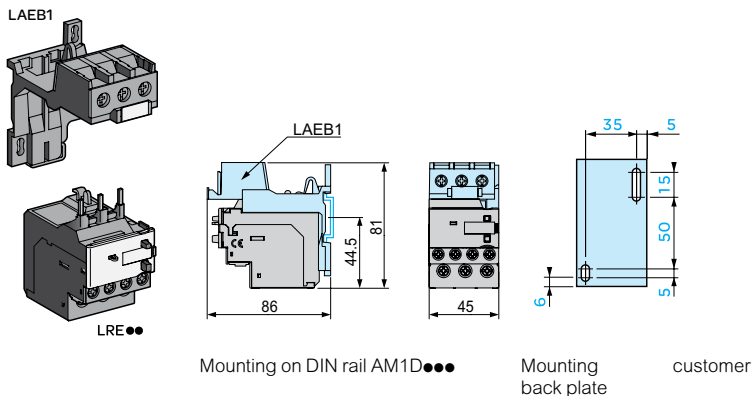 LAEB1
LAEB1
35 5
15
50
5
6
81
44.5
86
45
LRE●●
Mounting on DIN rail AM1D●●●
Mounting customer
back plate